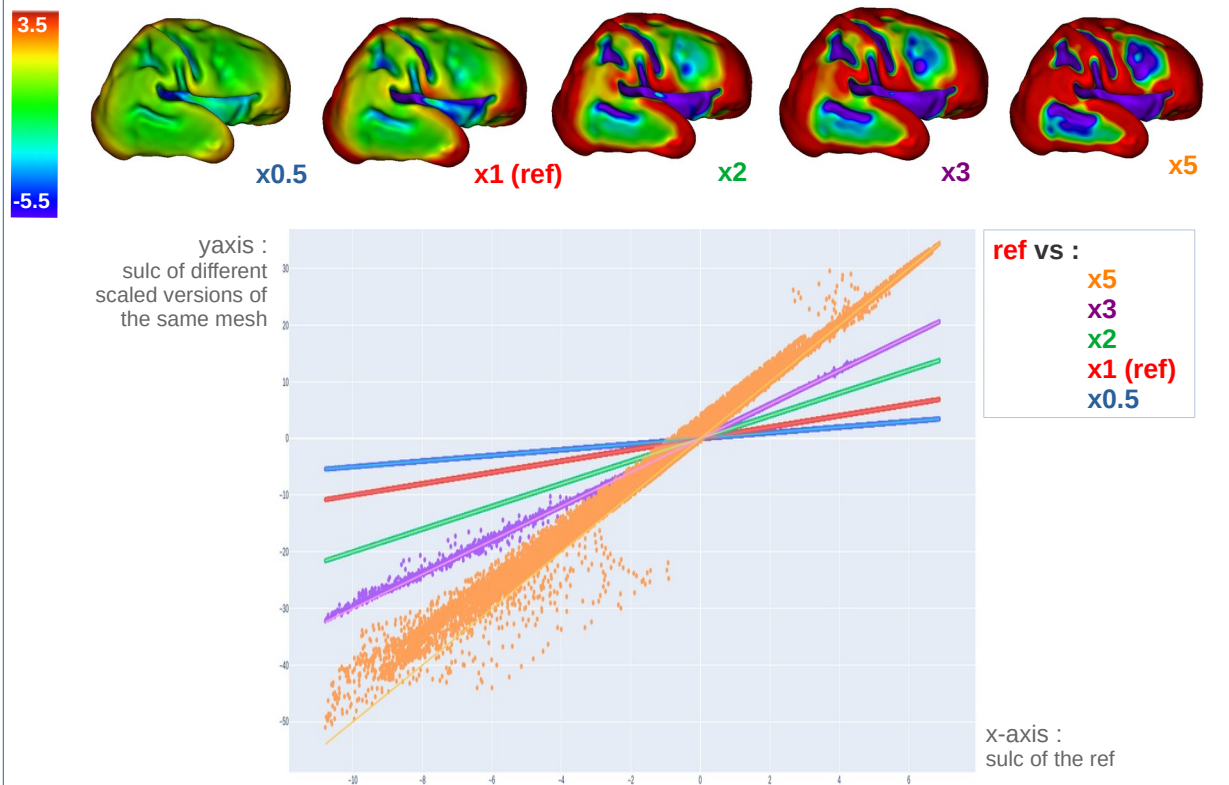 3.5
-5.5
x0.5
x1 (ref)
x2
x3
x5
yaxis :
sulc of different
scaled versions of
the same mesh
30
20
10
0
−10
−20
−30
−40
−50
−10
−8
−6
−4
−2
0
2
4
6
ref vs :
x5
x3
x2
x1 (ref)
x0.5
x-axis :
sulc of the ref